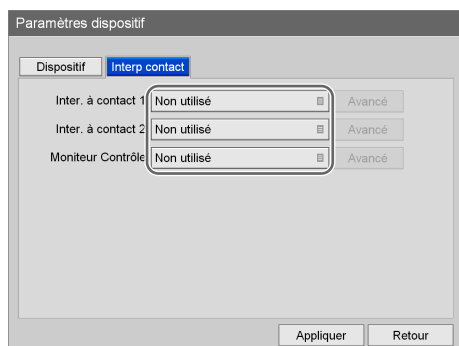 Paramètres dispositif
Dispositif Interp contact
Inter. à contact 1 Non utilisé Avancé
Inter. à contact 2 Non utilisé Avancé
Moniteur Contrôle Non utilisé Avancé
Appliquer Retour